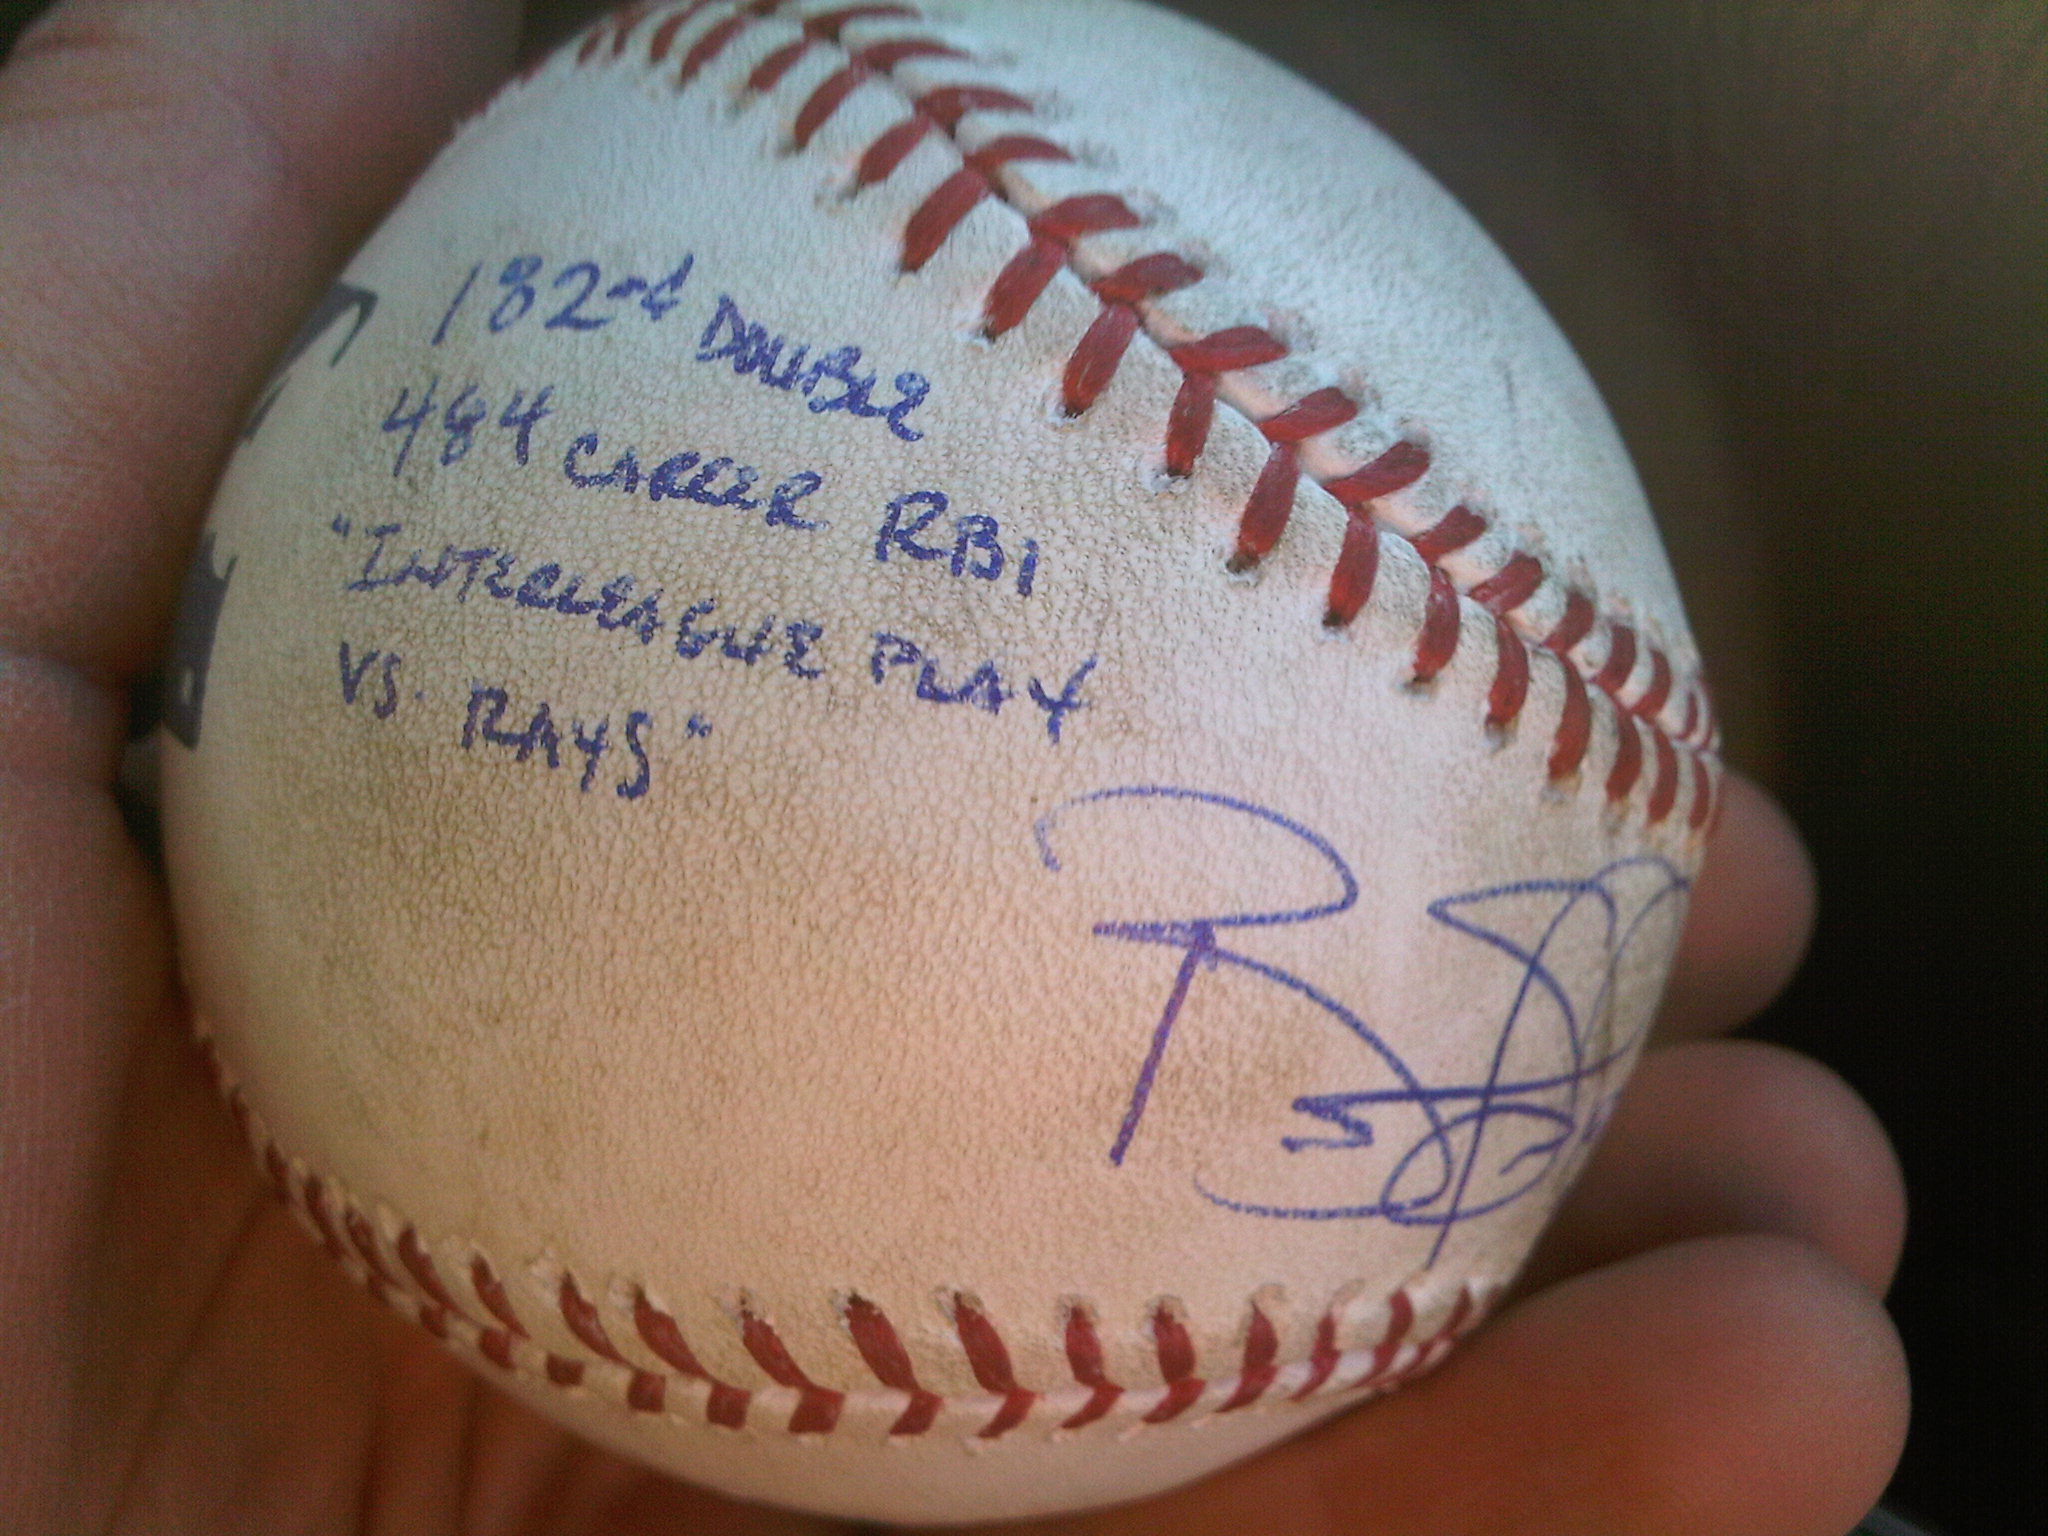 182nd DOUBLE
484 CAREER RBI
"INTERLEAGUE PLAY
VS. RAYS"